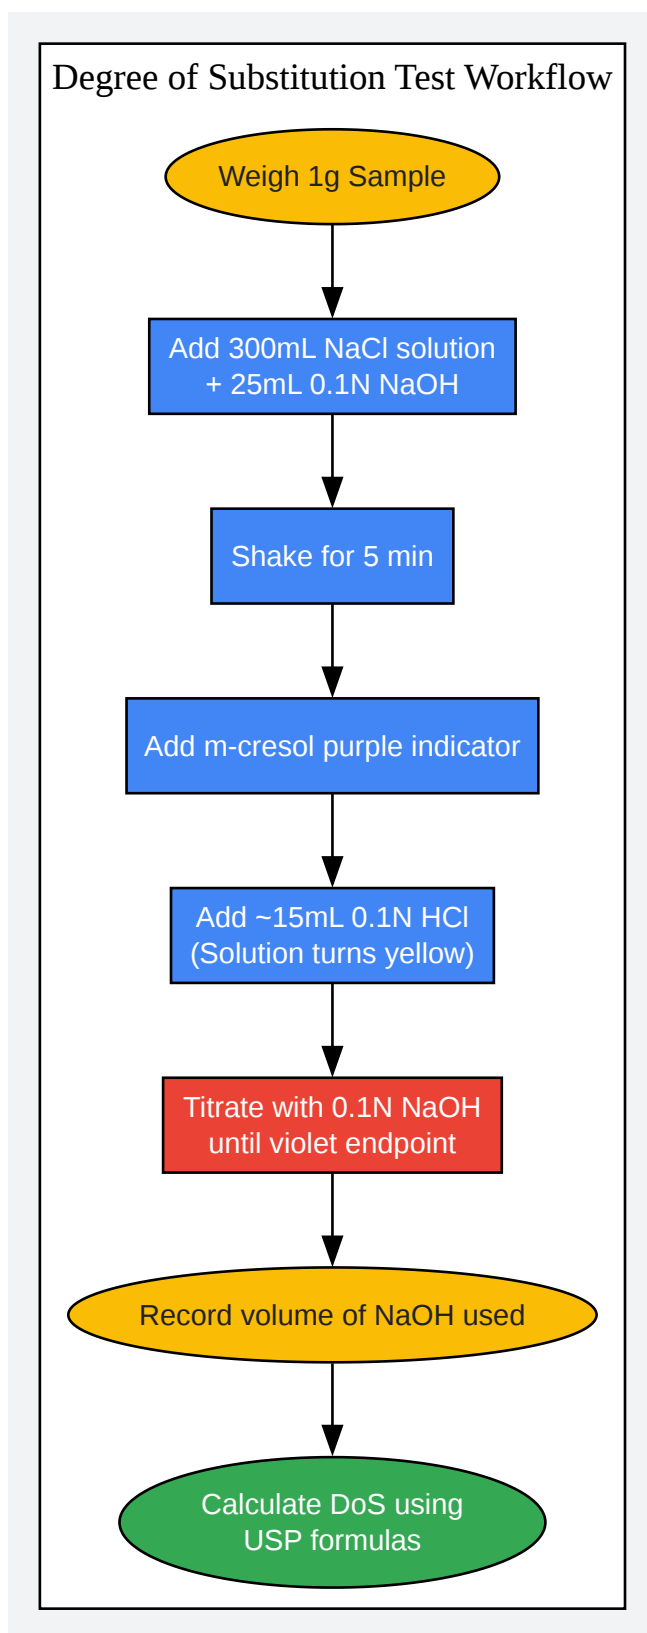 Degree of Substitution Test Workflow
Weigh 1g Sample
Add 300mL NaCl solution
+ 25mL 0.1N NaOH
Shake for 5 min
Add m-cresol purple indicator
Add ~15mL 0.1N HCl
(Solution turns yellow)
Titrate with 0.1N NaOH
until violet endpoint
Record volume of NaOH used
Calculate DoS using
USP formulas